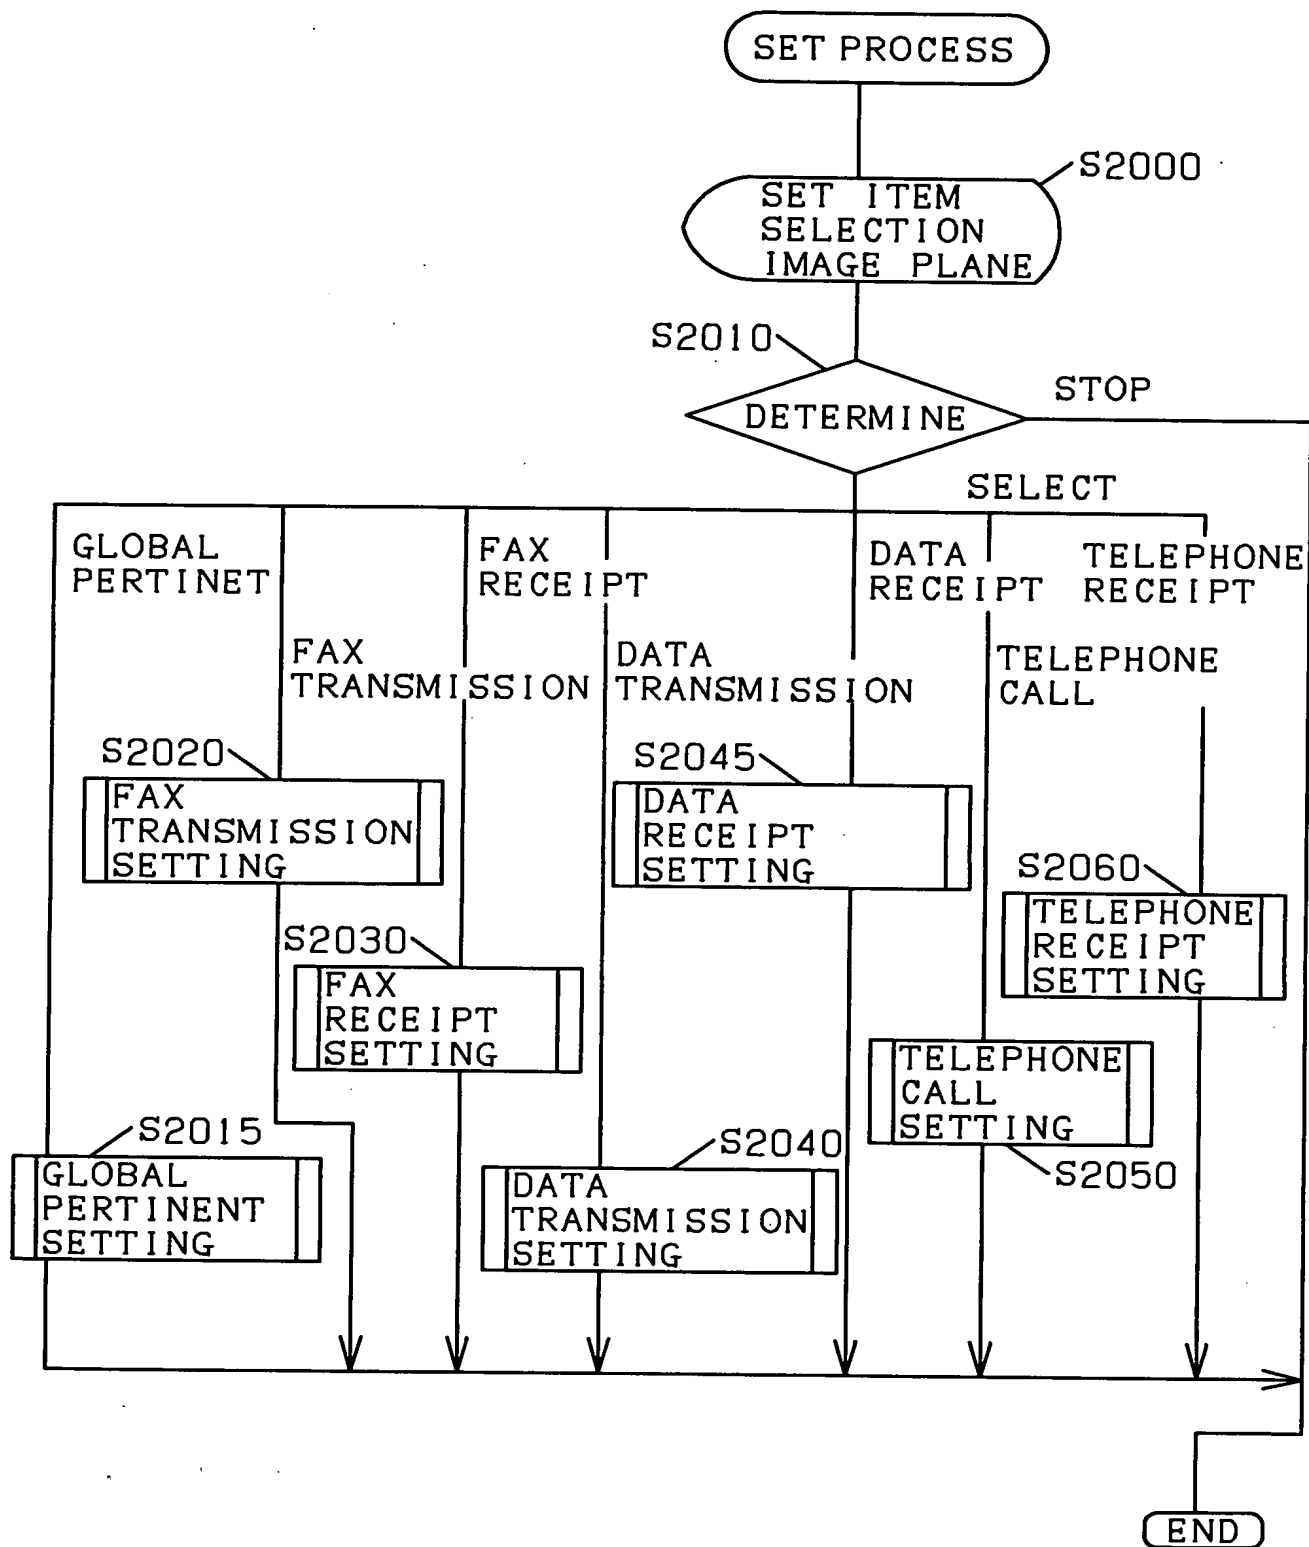 SET PROCESS
S2000
SET ITEM
SELECTION
IMAGE PLANE
S2010
DETERMINE
STOP
SELECT
GLOBAL
PERTINET
FAX
RECEIPT
DATA
RECEIPT
TELEPHONE
RECEIPT
FAX
TRANSMISSION
DATA
TRANSMISSION
TELEPHONE
CALL
S2020
FAX
TRANSMISSION
SETTING
S2045
DATA
RECEIPT
SETTING
S2060
TELEPHONE
RECEIPT
SETTING
S2030
FAX
RECEIPT
SETTING
TELEPHONE
CALL
SETTING
S2050
S2015
GLOBAL
PERTINENT
SETTING
S2040
DATA
TRANSMISSION
SETTING
END